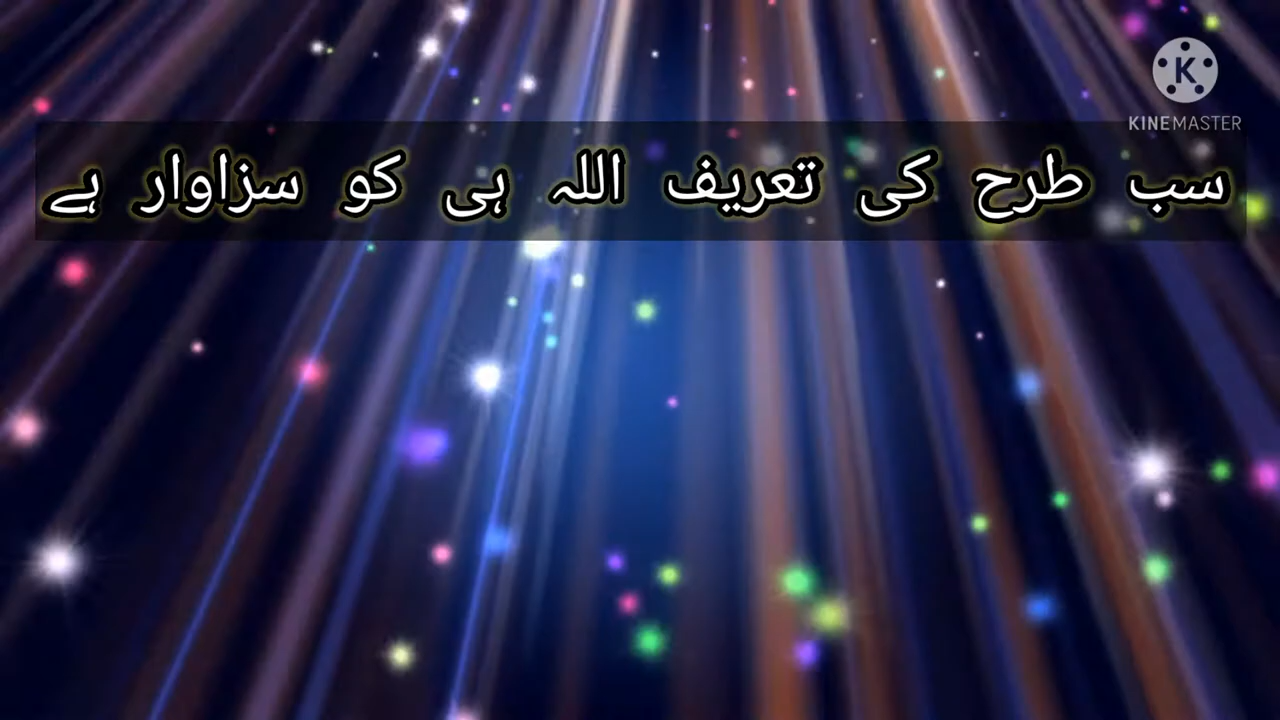 KINEMASTER
سب طرح کی تعریف اللہ ہی کو سزاوار ہے